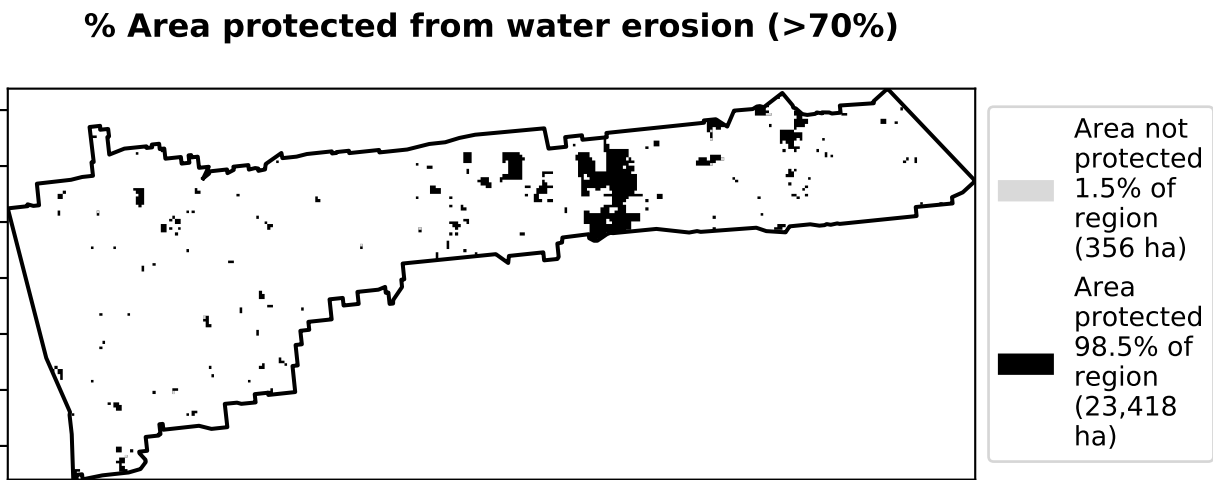 % Area protected from water erosion (>70%)
Area not
protected
1.5% of
region
(356 ha)
Area
protected
98.5% of
region
(23,418
ha)